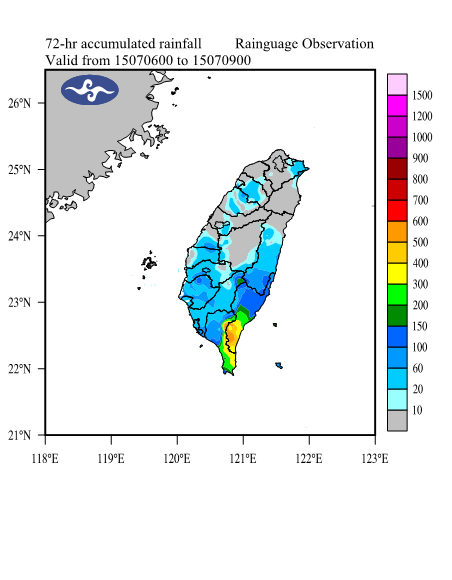 72-hr accumulated rainfall Rainguage Observation
Valid from 15070600 to 15070900
26°N
25°N
24°N
23°N
22°N
21°N
118°E 119°E 120°E 121°E 122°E 123°E
1500
1200
1000
900
800
700
600
500
400
300
200
150
100
60
20
10